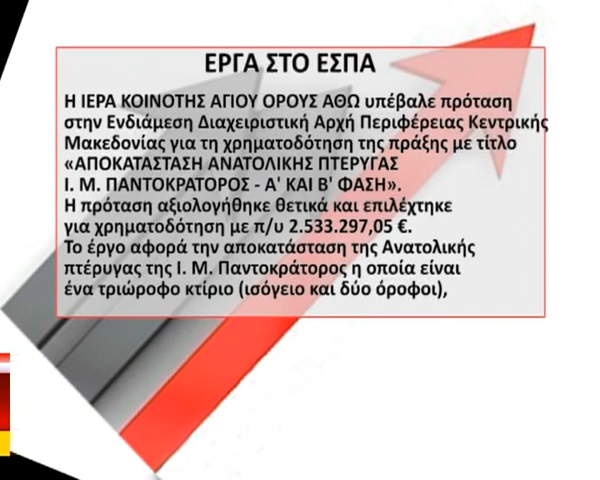 ΕΡΓΑ ΣΤΟ ΕΣΠΑ
Η ΙΕΡΑ ΚΟΙΝΟΤΗΣ ΑΓΙΟΥ ΟΡΟΥΣ ΑΘΩ υπέβαλε πρόταση
στην Ενδιάμεση Διαχειριστική Αρχή Περιφέρειας Κεντρικής
Μακεδονίας για τη χρηματοδότηση της πράξης με τίτλο
«ΑΠΟΚΑΤΑΣΤΑΣΗ ΑΝΑΤΟΛΙΚΗΣ ΠΤΕΡΥΓΑΣ
Ι. Μ. ΠΑΝΤΟΚΡΑΤΟΡΟΣ - Α' ΚΑΙ Β' ΦΑΣΗ».
Η πρόταση αξιολογήθηκε θετικά και επιλέχτηκε
για χρηματοδότηση με π/υ 2.533.297,05 €.
Το έργο αφορά την αποκατάσταση της Ανατολικής
πτέρυγας της Ι. Μ. Παντοκράτορος η οποία είναι
ένα τριώροφο κτίριο (ισόγειο και δύο όροφοι),